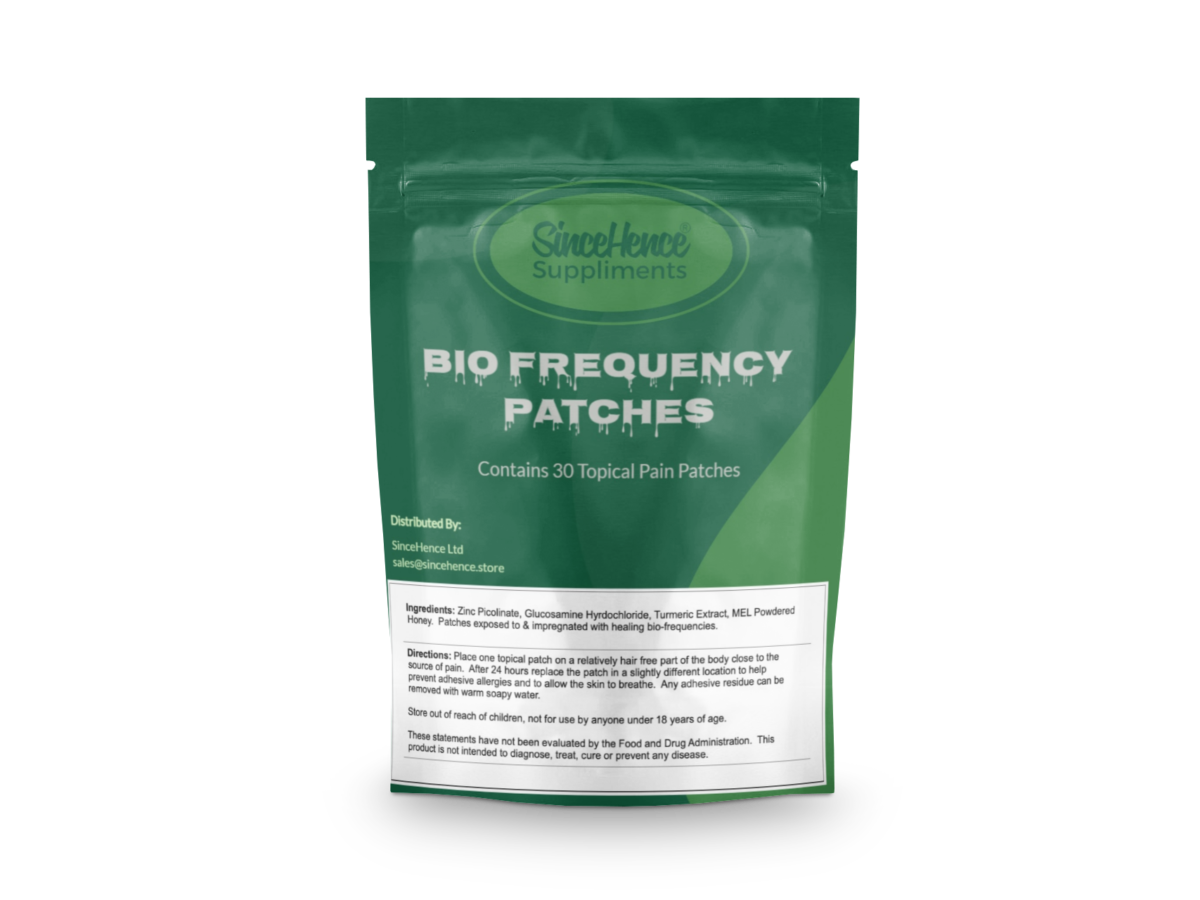 SinceHence®
Suppliments
BIO FREQUENCY
PATCHES
Contains 30 Topical Pain Patches
Distributed By:
SinceHence Ltd
sales@sincehence.store
Ingredients: Zinc Picolinate, Glucosamine Hyrdochloride, Turmeric Extract, MEL Powdered
Honey. Patches exposed to & impregnated with healing bio-frequencies.
Directions: Place one topical patch on a relatively hair free part of the body close to the
source of pain. After 24 hours replace the patch in a slightly different location to help
prevent adhesive allergies and to allow the skin to breathe. Any adhesive residue can be
removed with warm soapy water.
Store out of reach of children, not for use by anyone under 18 years of age.
These statements have not been evaluated by the Food and Drug Administration. This
product is not intended to diagnose, treat, cure or prevent any disease.